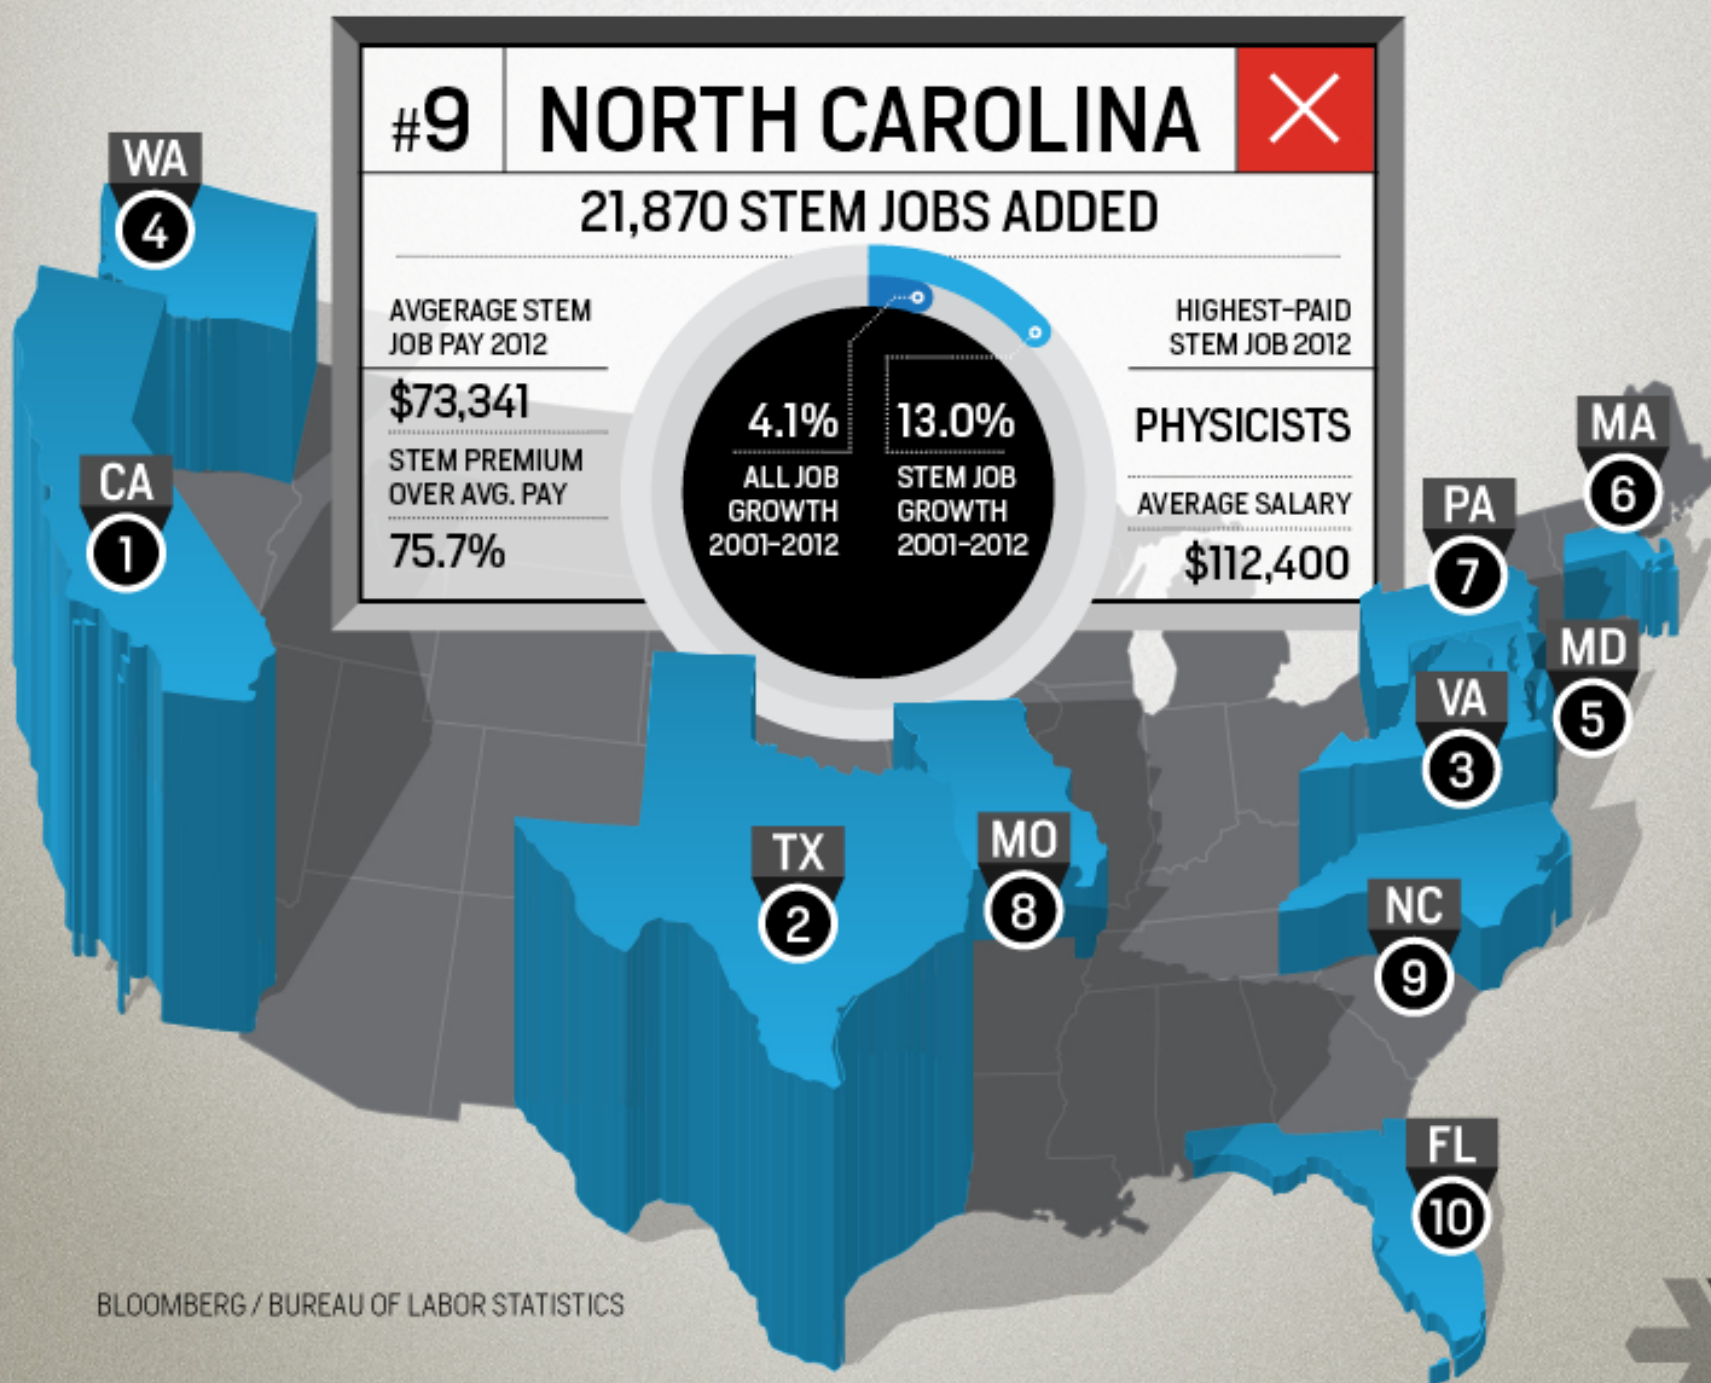 #9
NORTH CAROLINA
21,870 STEM JOBS ADDED
AVGERAGE STEM
JOB PAY 2012
$73,341
STEM PREMIUM
OVER AVG. PAY
75.7%
4.1%
ALL JOB
GROWTH
2001-2012
13.0%
STEM JOB
GROWTH
2001-2012
HIGHEST-PAID
STEM JOB 2012
PHYSICISTS
AVERAGE SALARY
$112,400
WA
4
CA
1
MA
6
PA
7
MD
5
VA
3
TX
2
MO
8
NC
9
FL
10
BLOOMBERG / BUREAU OF LABOR STATISTICS